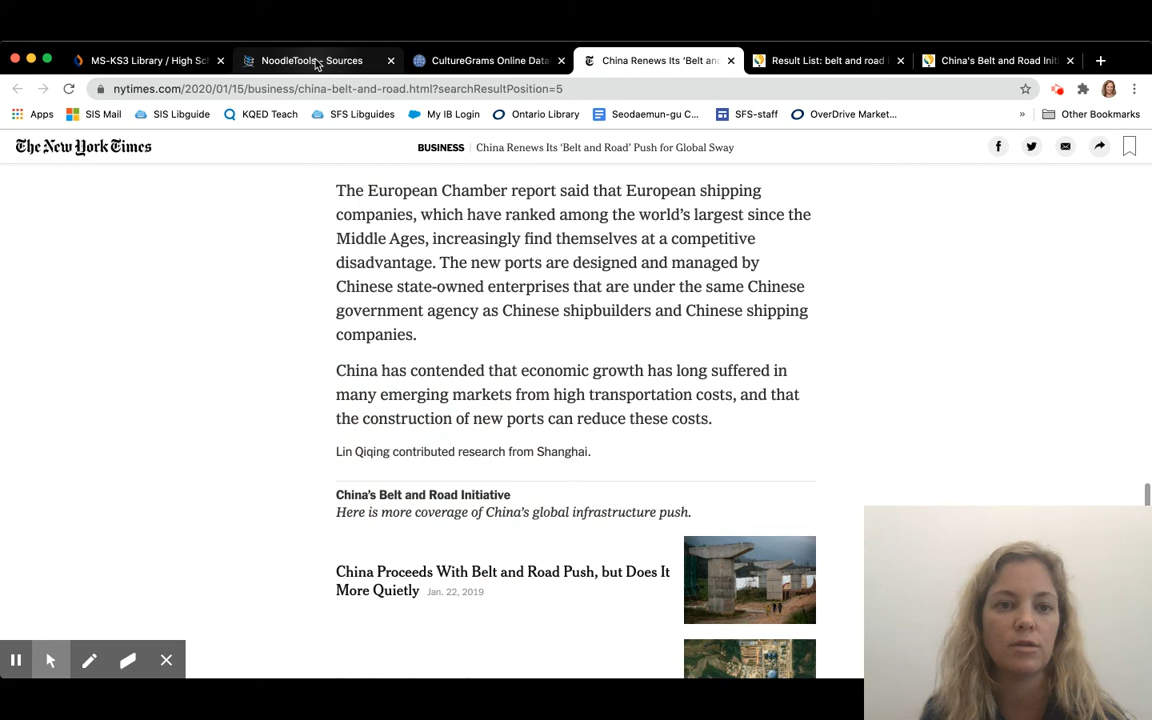 MS-KS3 Library / High Sc
NoodleTools - Sources
CultureGrams Online Data
China Renews Its ‘Belt and
Result List: belt and road i
China's Belt and Road Initi
nytimes.com/2020/01/15/business/china-belt-and-road.html?searchResultPosition=5
Apps
SIS Mail
SIS Libguide
KQED Teach
SFS Libguides
My IB Login
Ontario Library
Seodaemun-gu C...
SFS-staff
OverDrive Market...
»
Other Bookmarks
The New York Times
BUSINESS | China Renews Its ‘Belt and Road’ Push for Global Sway
The European Chamber report said that European shipping
companies, which have ranked among the world’s largest since the
Middle Ages, increasingly find themselves at a competitive
disadvantage. The new ports are designed and managed by
Chinese state-owned enterprises that are under the same Chinese
government agency as Chinese shipbuilders and Chinese shipping
companies.
China has contended that economic growth has long suffered in
many emerging markets from high transportation costs, and that
the construction of new ports can reduce these costs.
Lin Qiqing contributed research from Shanghai.
China’s Belt and Road Initiative
Here is more coverage of China’s global infrastructure push.
China Proceeds With Belt and Road Push, but Does It
More Quietly Jan. 22, 2019